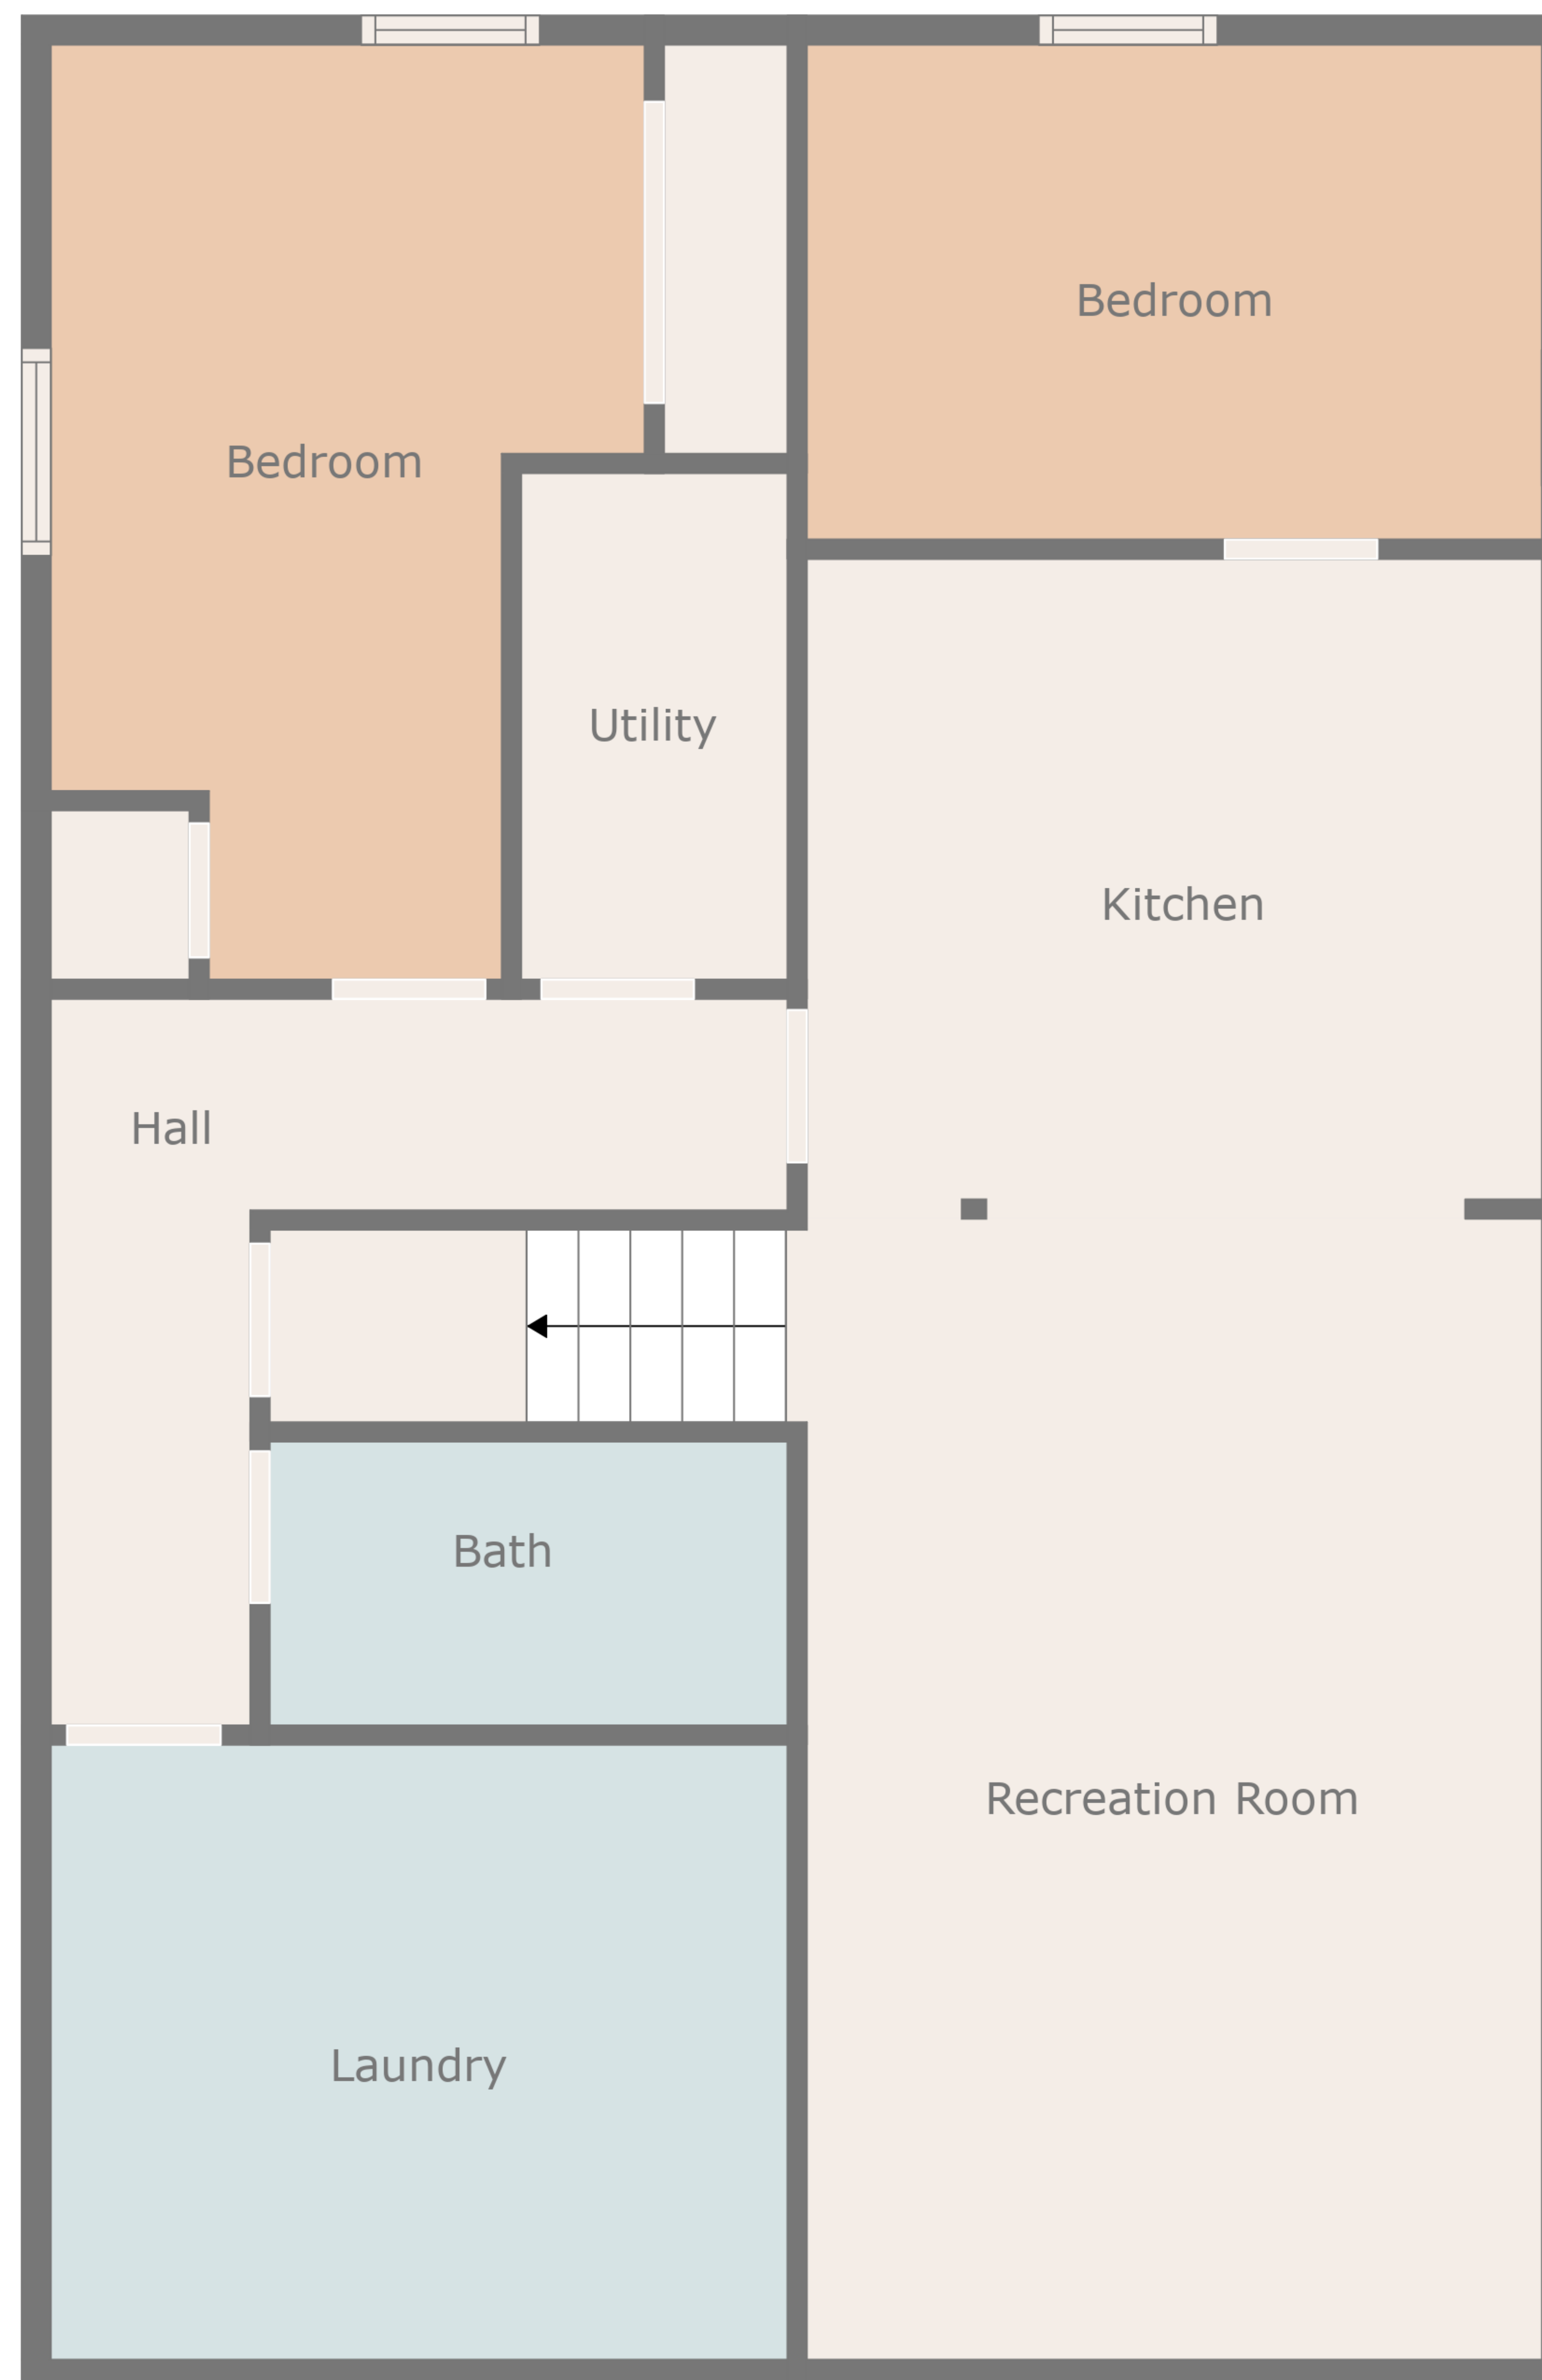 Bedroom
Bedroom
Utility
Kitchen
Hall
Bath
Recreation Room
Laundry